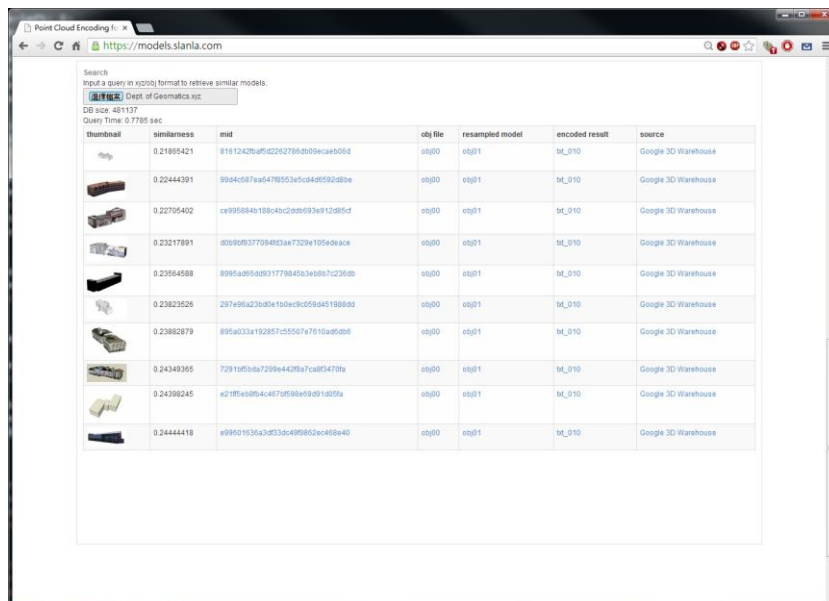 Point Cloud Encoding fo
https://models.slanla.com
Search
Input a query in xyz/obj format to retrieve similar models.
選擇檔案 Dept. of Geomatics.xyz
DB size: 481137
Query Time: 0.7785 sec
thumbnail similarness mid obj file resampled model encoded result source
0.21865421 8161242fbaf5d2262786db09ecaeb06d obj00 obj01 txt_010 Google 3D Warehouse
0.22444391 99d4c687ea647f8553e5cd4d6592d8be obj00 obj01 txt_010 Google 3D Warehouse
0.22705402 ce995884b188c4bc2ddb693e912d85cf obj00 obj01 txt_010 Google 3D Warehouse
0.23217891 d0b9bf9377094fd3ae7329e105edeace obj00 obj01 txt_010 Google 3D Warehouse
0.23564588 8995ad65dd931779845b3eb8b7c236db obj00 obj01 txt_010 Google 3D Warehouse
0.23823526 297e96a23bd0e1b0ec9c059d451988dd obj00 obj01 txt_010 Google 3D Warehouse
0.23882879 895a033a192857c55507e7610ad6db6 obj00 obj01 txt_010 Google 3D Warehouse
0.24349365 7291bf5bda7299e442f9a7ca8f3470fa obj00 obj01 txt_010 Google 3D Warehouse
0.24398245 e21ff5eb8fb4c467bf598e69d91d05fa obj00 obj01 txt_010 Google 3D Warehouse
0.24444418 e99601636a3df33dc49f9862ec468e40 obj00 obj01 txt_010 Google 3D Warehouse